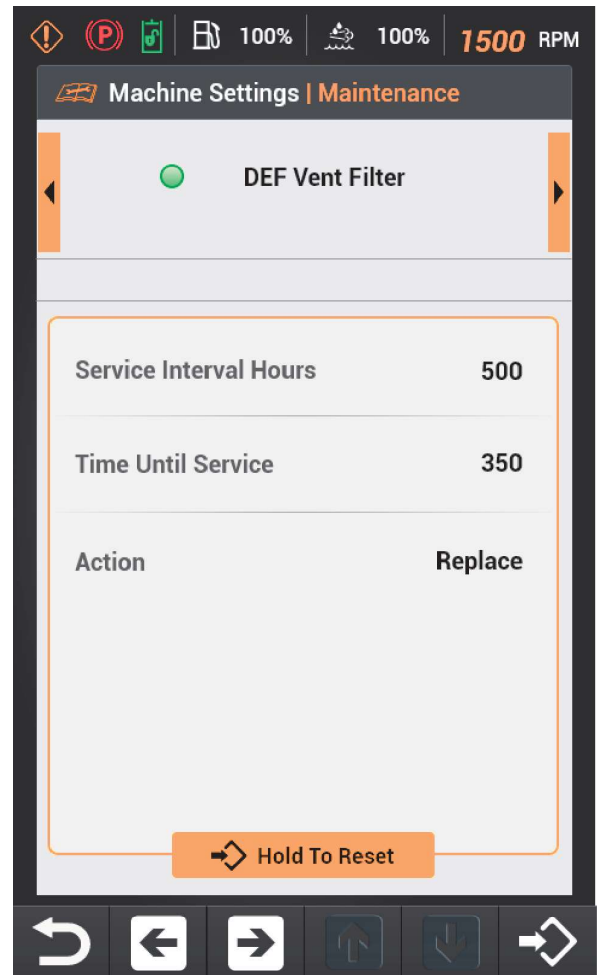 (P) 100% 100% 1500 RPM
Machine Settings | Maintenance
DEF Vent Filter
Service Interval Hours 500
Time Until Service 350
Action Replace
Hold To Reset